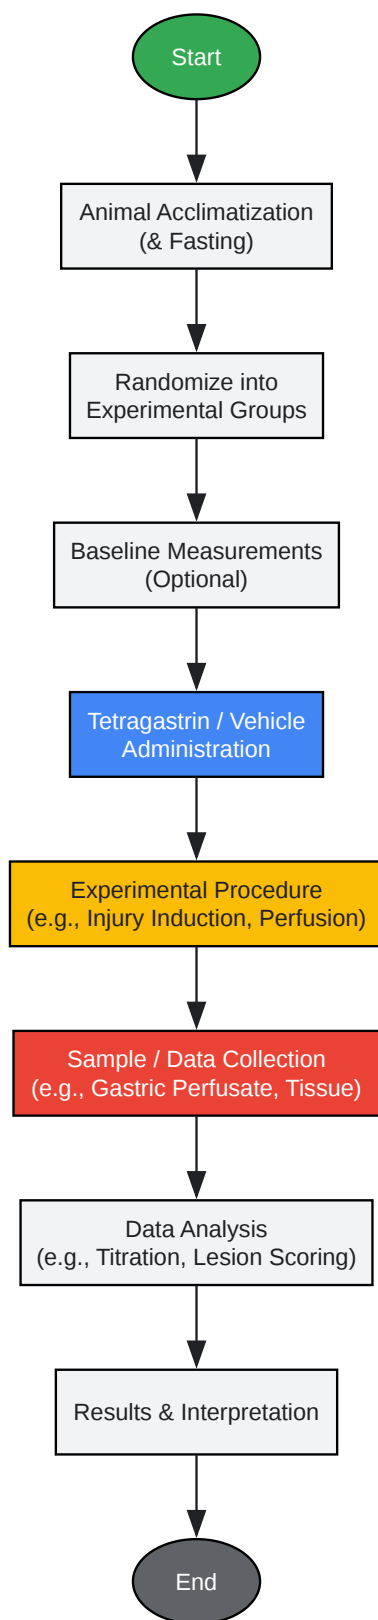 Start
Animal Acclimatization
(& Fasting)
Randomize into
Experimental Groups
Baseline Measurements
(Optional)
Tetragastrin / Vehicle
Administration
Experimental Procedure
(e.g., Injury Induction, Perfusion)
Sample / Data Collection
(e.g., Gastric Perfusate, Tissue)
Data Analysis
(e.g., Titration, Lesion Scoring)
Results & Interpretation
End